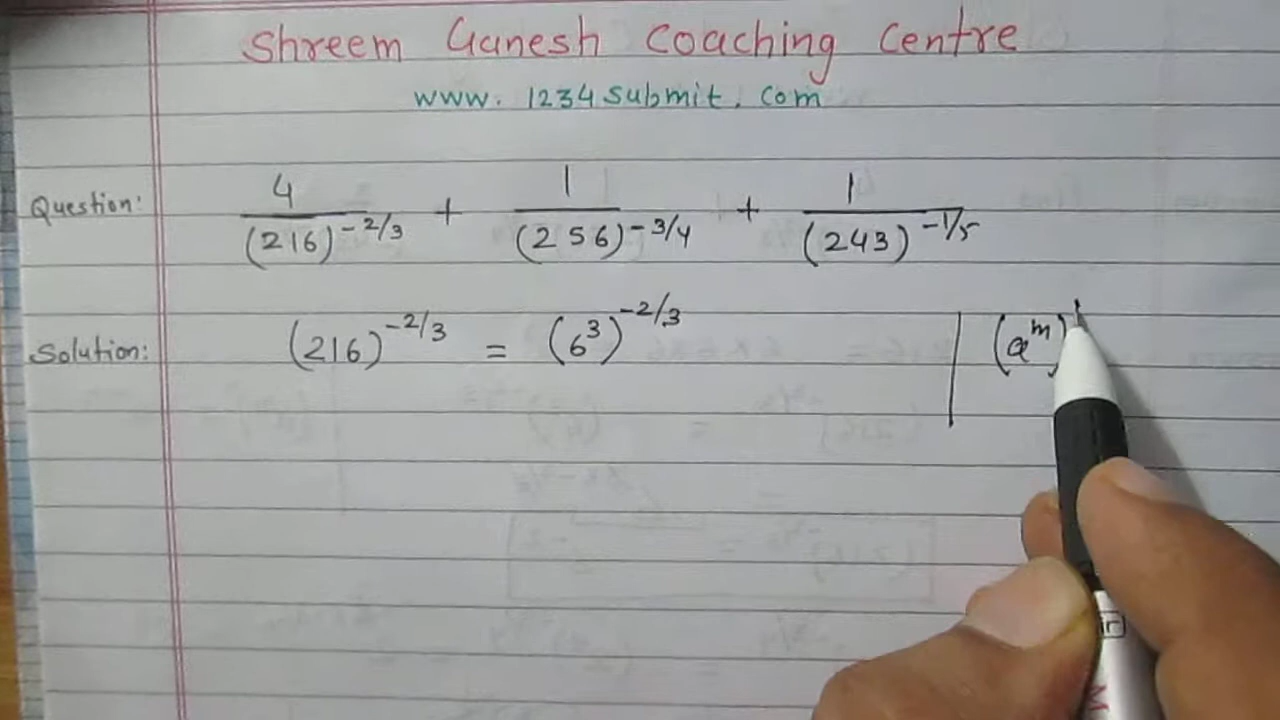 Shreem Ganesh Coaching Centre
www.1234submit.com
Question: 4/(216)^-2/3 + 1/(256)^-3/4 + 1/(243)^-1/5
Solution: (216)^-2/3 = (6^3)^-2/3 | (a^m)